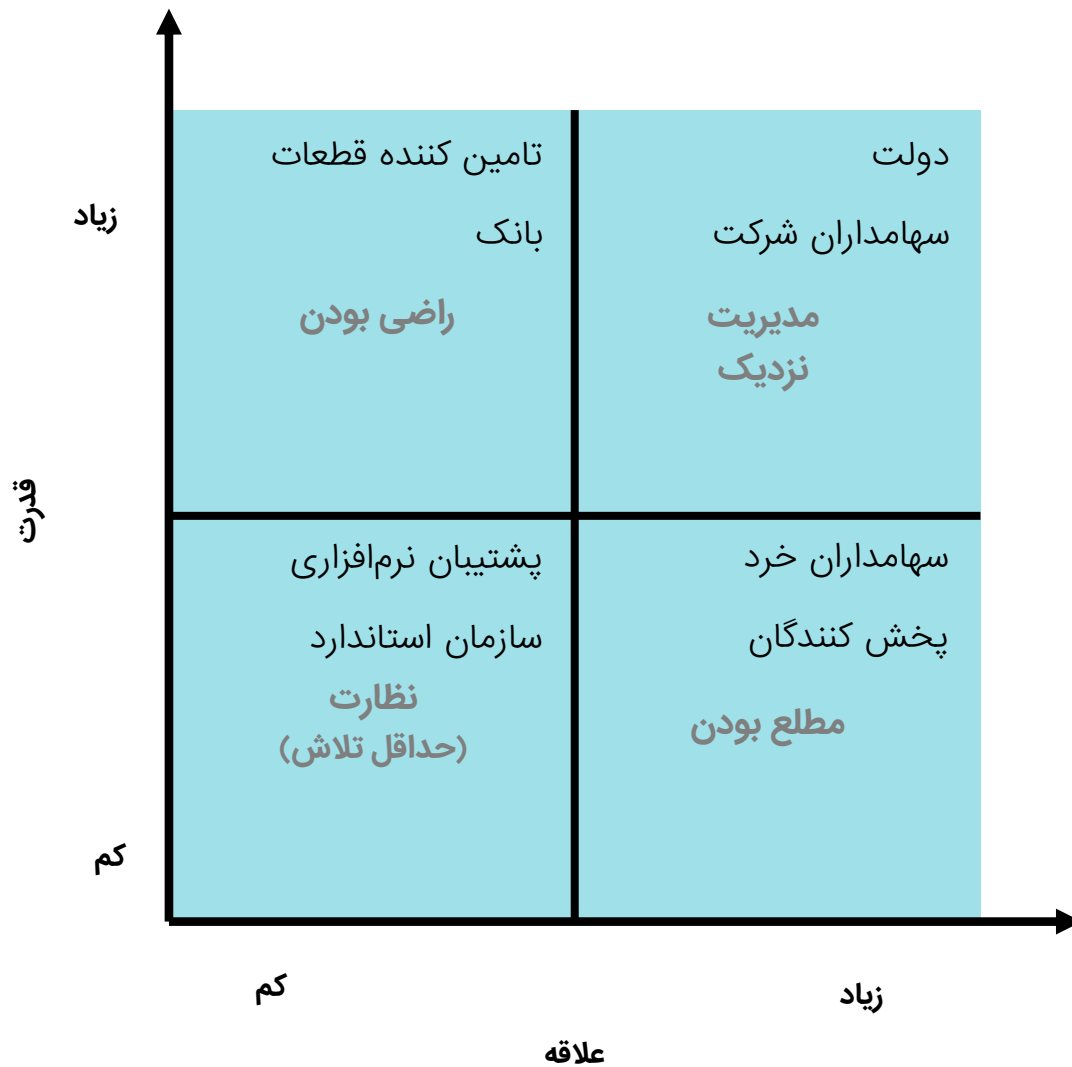 دولت
سهامداران شرکت
مدیریت
نزدیک
تامین کننده قطعات
بانک
راضی بودن
زیاد
قدرت
سهامداران خرد
پخش کنندگان
مطلع بودن
پشتیبان نرم‌افزاری
سازمان استاندارد
نظارت
(حداقل تلاش)
کم
زیاد
کم
علاقه